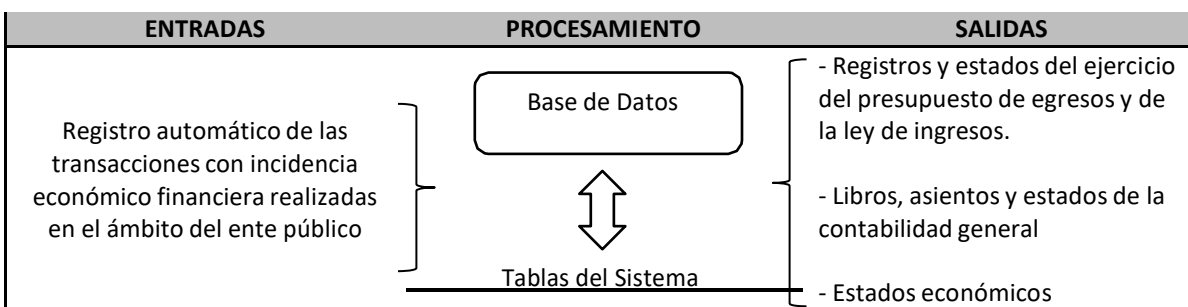 ENTRADAS
PROCESAMIENTO
SALIDAS
Registro automático de las
transacciones con incidencia
económico financiera realizadas
en el ámbito del ente público
Base de Datos
Tablas del Sistema
- Registros y estados del ejercicio
del presupuesto de egresos y de
la ley de ingresos.
- Libros, asientos y estados de la
contabilidad general
- Estados económicos